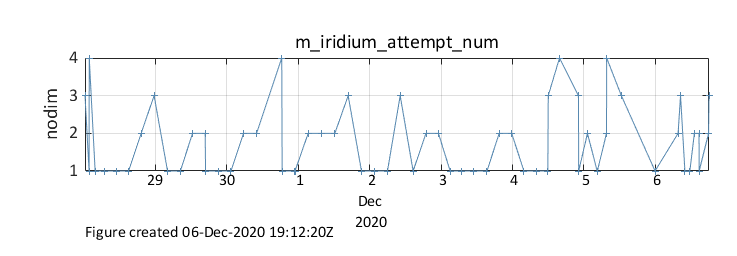 m_iridium_attempt_num
nodim
4
3
2
1
29 30 1 2 3 4 5 6
Dec
2020
Figure created 06-Dec-2020 19:12:20Z